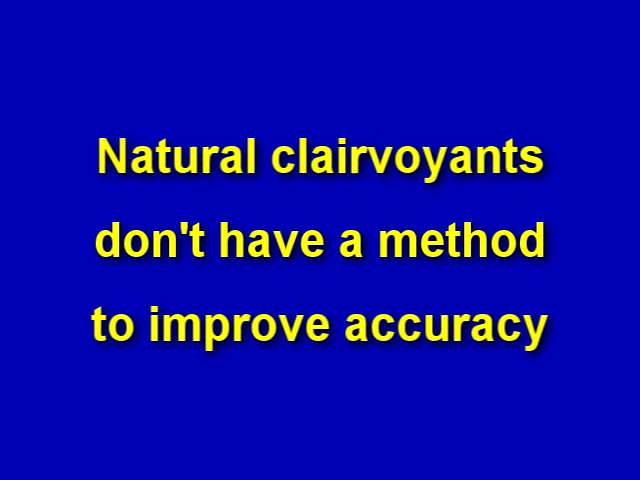 Natural clairvoyants
don't have a method
to improve accuracy